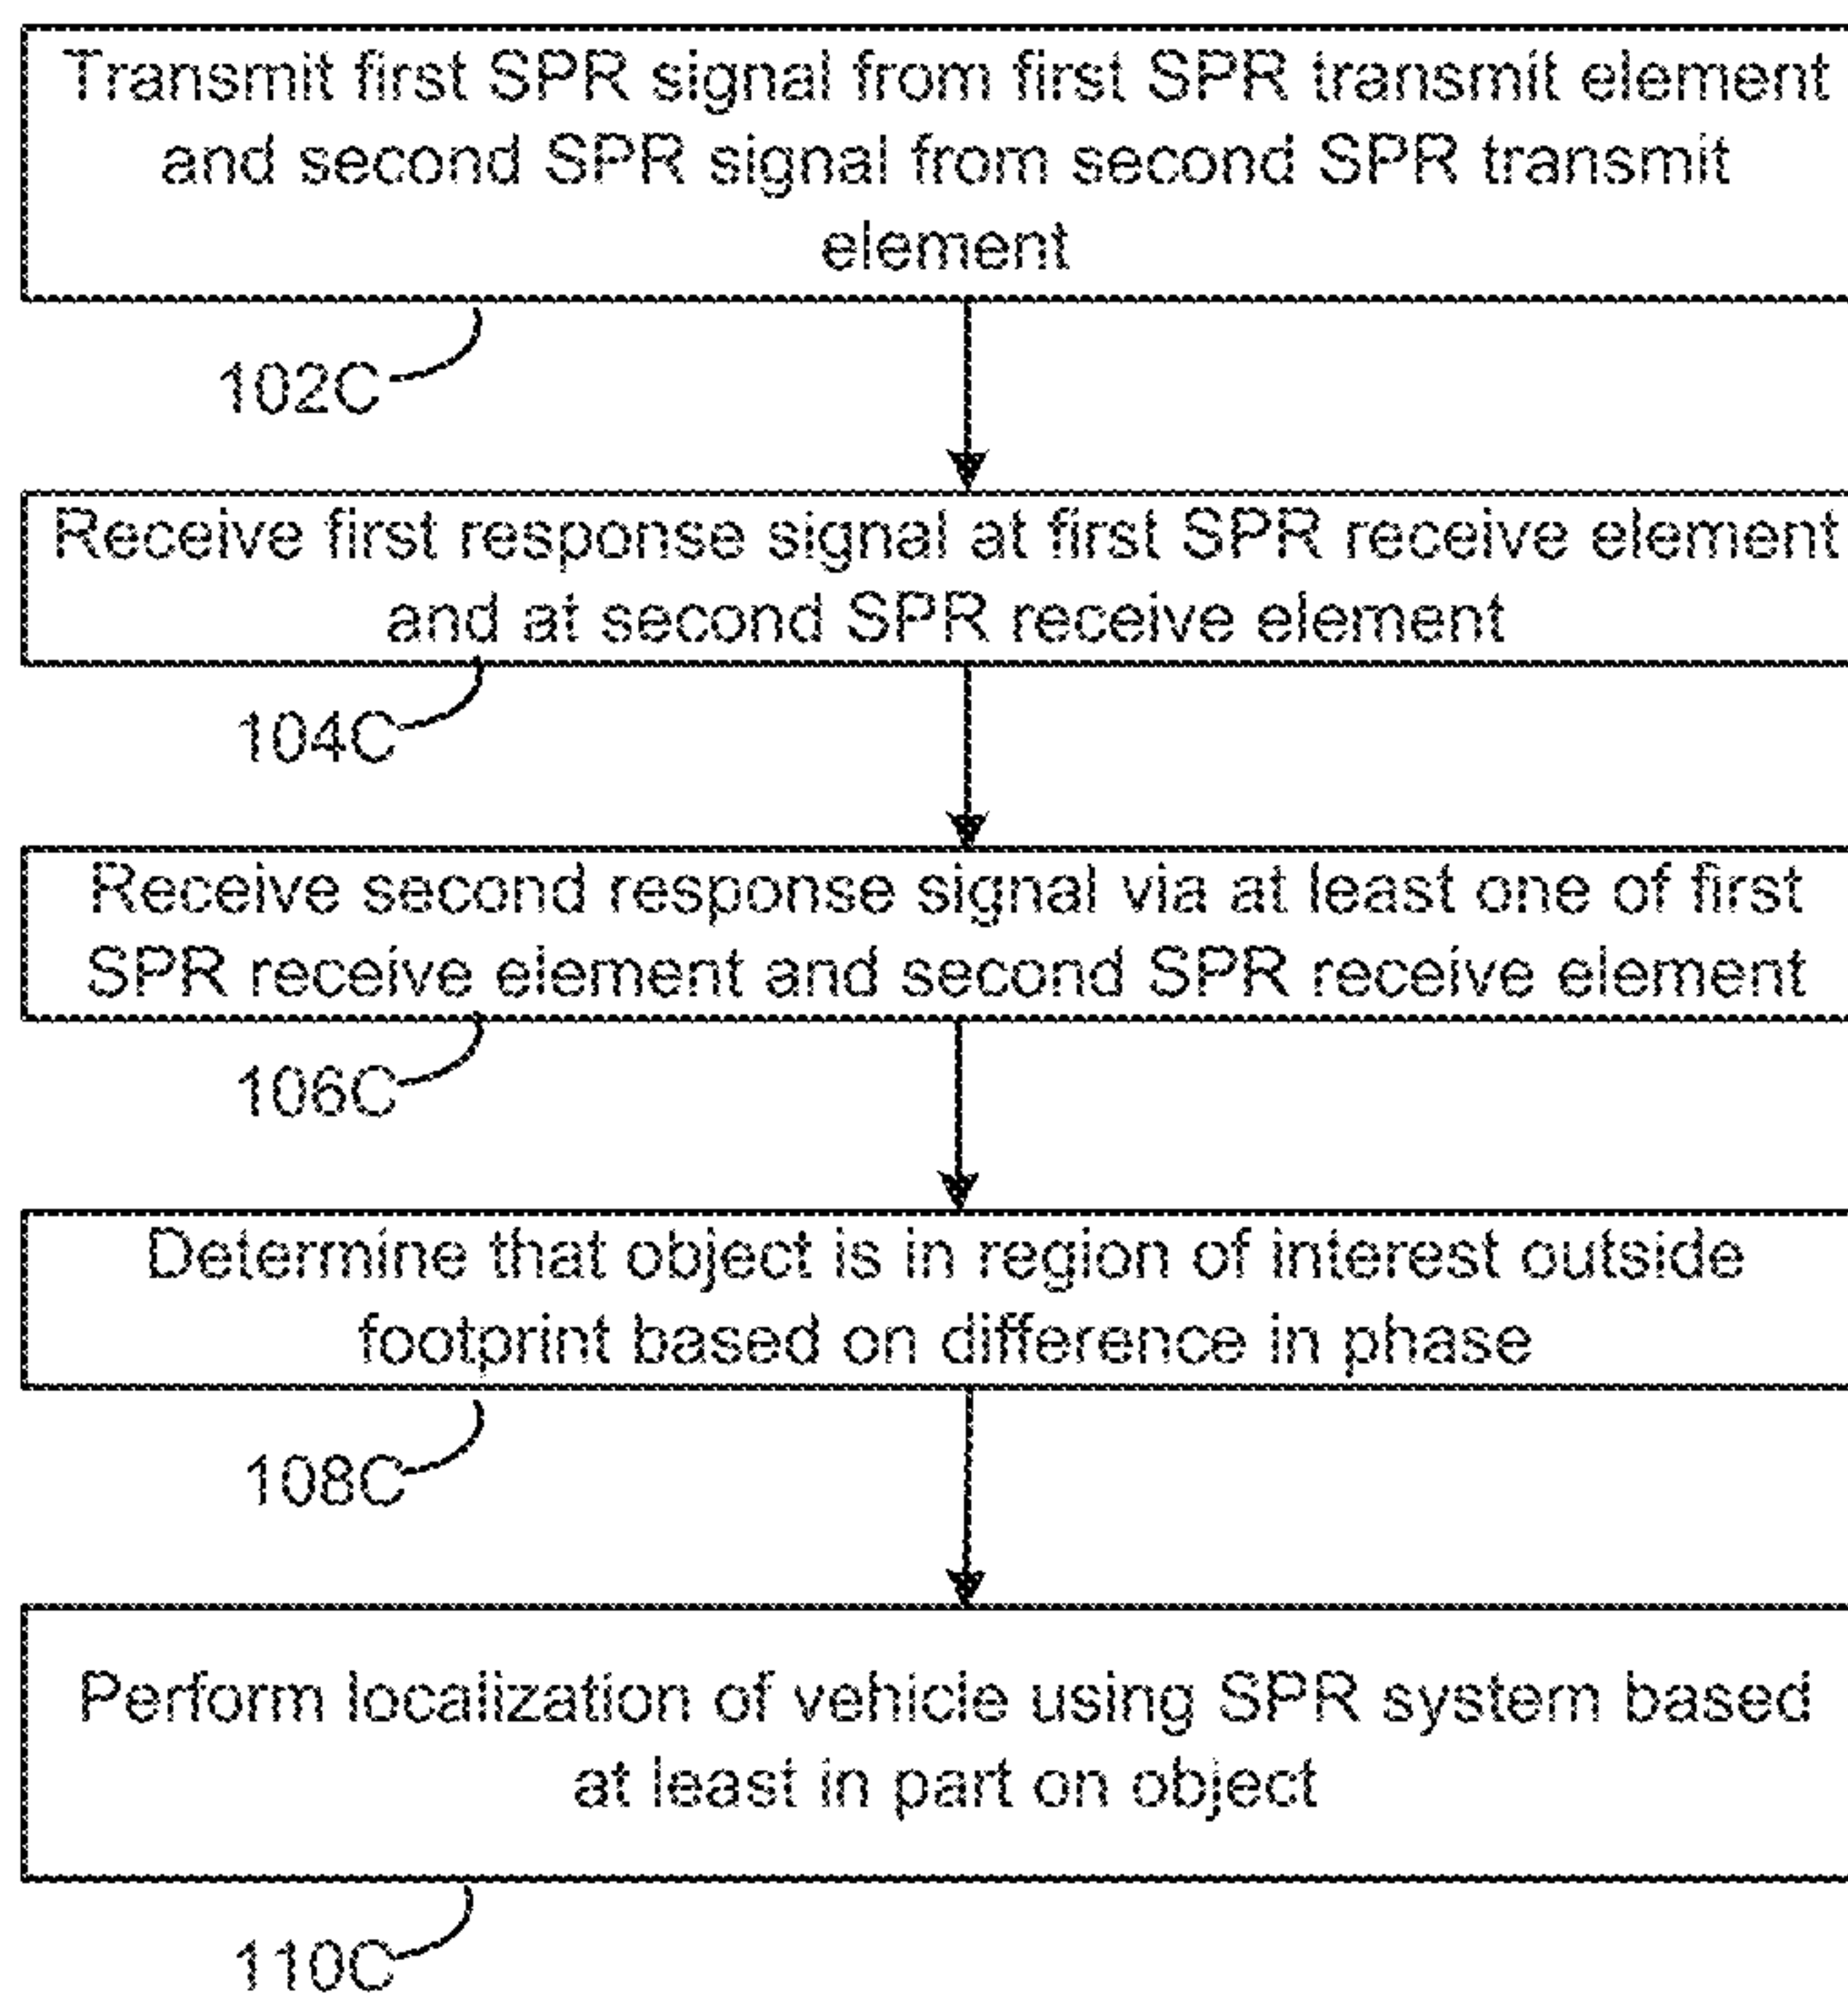 Transmit first SPR signal from first SPR transmit element
and second SPR signal from second SPR transmit
element
102C
Receive first response signal at first SPR receive element
and at second SPR receive element
104C
Receive second response signal via at least one of first
SPR receive element and second SPR receive element
106C
Determine that object is in region of interest outside
footprint based on difference in phase
108C
Perform localization of vehicle using SPR system based
at least in part on object
110C